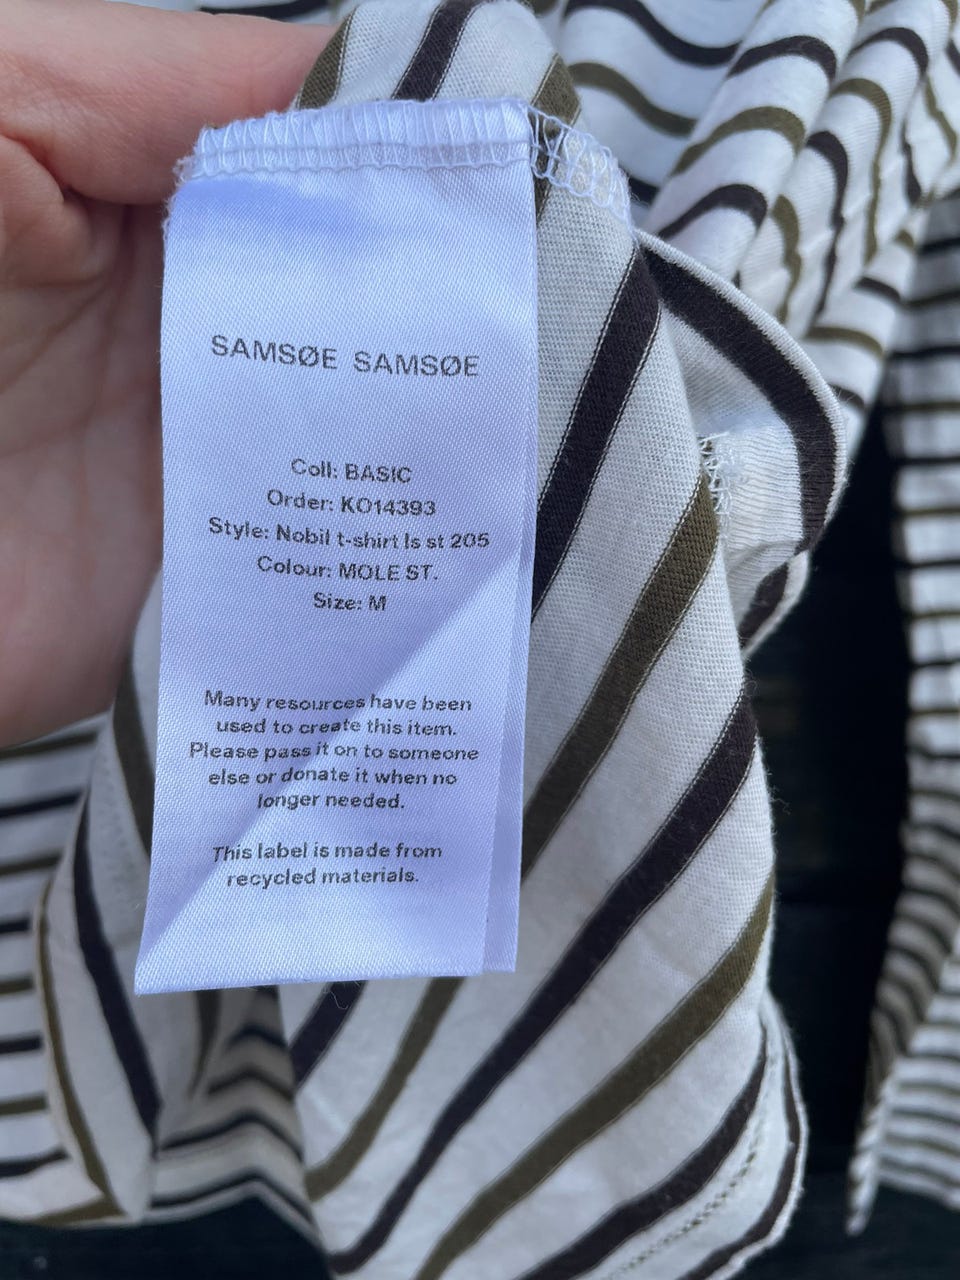 SAMSØE SAMSØE
Coll: BASIC
Order: KO14393
Style: Nobil t-shirt ls st 205
Colour: MOLE ST.
Size: M
Many resources have been
used to create this item.
Please pass it on to someone
else or donate it when no
longer needed.
This label is made from
recycled materials.